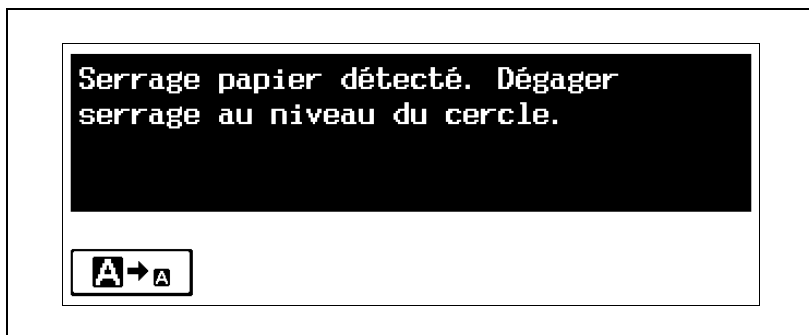 Serrage papier détecté. Dégager
serrage au niveau du cercle.
A→A